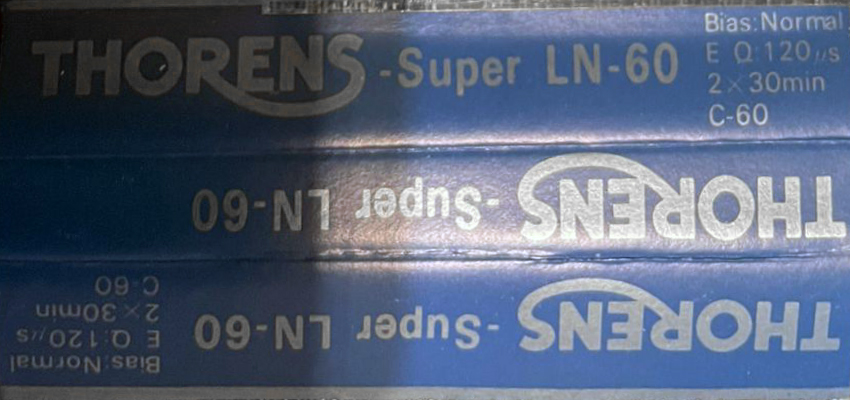 THORENS -Super LN-60
Bias:Normal
E Q:120μs
2×30min
C-60
THORENS -Super LN-60
THORENS -Super LN-60
Bias:Normal
E Q:120μs
2×30min
C-60